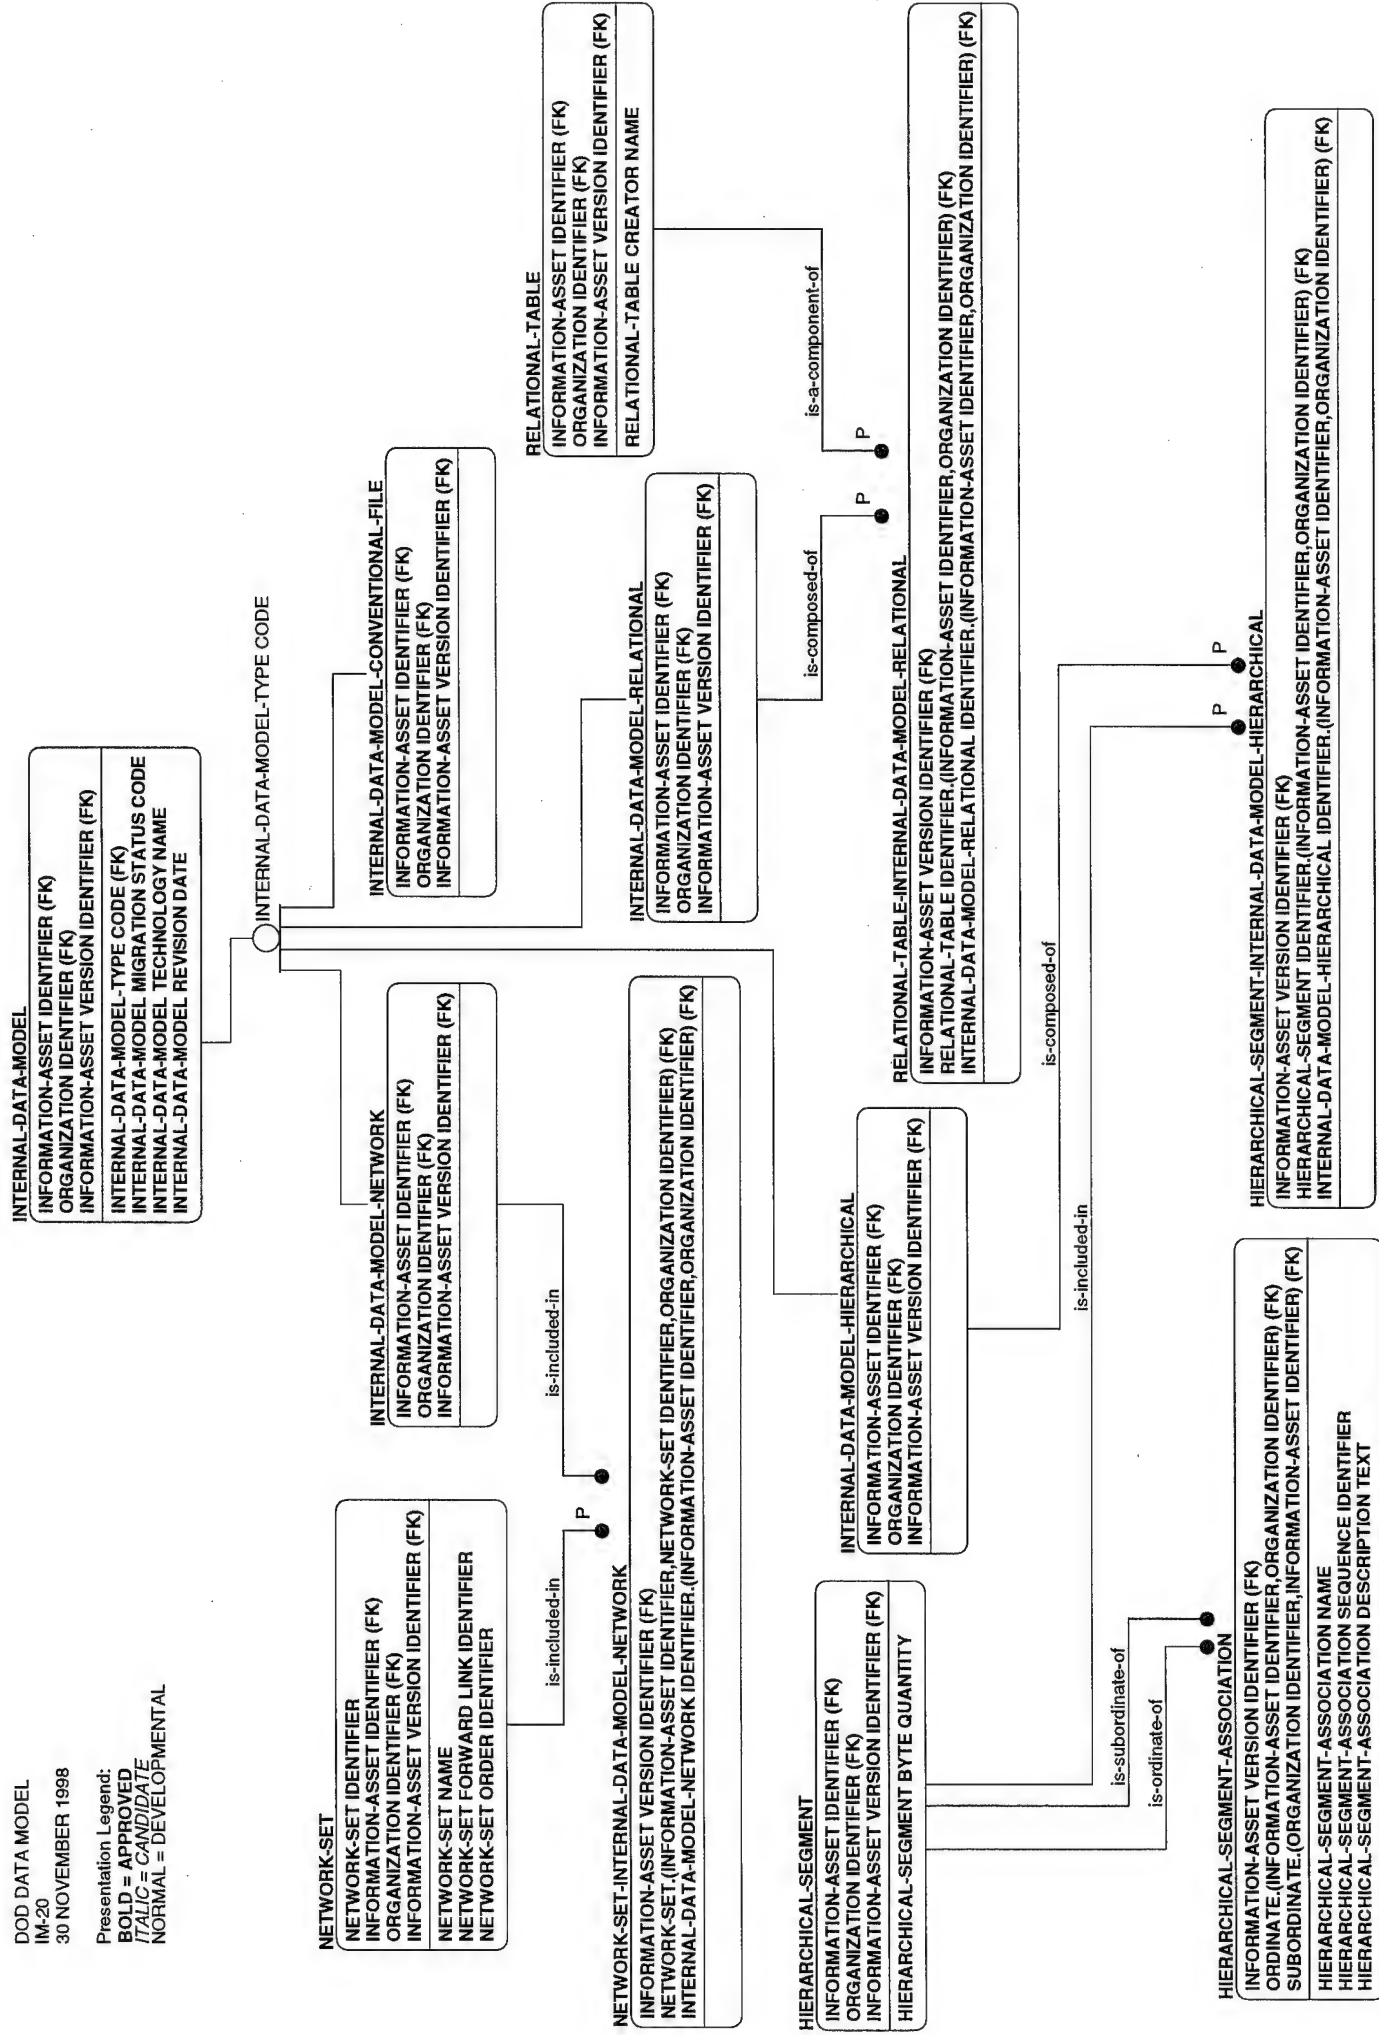 DOD DATA MODEL
IM-20
30 NOVEMBER 1998
Presentation Legend:
BOLD = APPROVED
ITALIC = CANDIDATE
NORMAL = DEVELOPMENTAL
INTERNAL-DATA-MODEL
INFORMATION-ASSET IDENTIFIER (FK)
ORGANIZATION IDENTIFIER (FK)
INFORMATION-ASSET VERSION IDENTIFIER (FK)
INTERNAL-DATA-MODEL-TYPE CODE (FK)
INTERNAL-DATA-MODEL MIGRATION STATUS CODE
INTERNAL-DATA-MODEL TECHNOLOGY NAME
INTERNAL-DATA-MODEL REVISION DATE
INTERNAL-DATA-MODEL-TYPE CODE
NETWORK-SET
NETWORK-SET IDENTIFIER
INFORMATION-ASSET IDENTIFIER (FK)
ORGANIZATION IDENTIFIER (FK)
INFORMATION-ASSET VERSION IDENTIFIER (FK)
NETWORK-SET NAME
NETWORK-SET FORWARD LINK IDENTIFIER
NETWORK-SET ORDER IDENTIFIER
is-included-in
P
INTERNAL-DATA-MODEL-NETWORK
INFORMATION-ASSET IDENTIFIER (FK)
ORGANIZATION IDENTIFIER (FK)
INFORMATION-ASSET VERSION IDENTIFIER (FK)
is-included-in
INTERNAL-DATA-MODEL-CONVENTIONAL-FILE
INFORMATION-ASSET IDENTIFIER (FK)
ORGANIZATION IDENTIFIER (FK)
INFORMATION-ASSET VERSION IDENTIFIER (FK)
RELATIONAL-TABLE
INFORMATION-ASSET IDENTIFIER (FK)
ORGANIZATION IDENTIFIER (FK)
INFORMATION-ASSET VERSION IDENTIFIER (FK)
RELATIONAL-TABLE CREATOR NAME
is-a-component-of
P
NETWORK-SET-INTERNAL-DATA-MODEL-NETWORK
INFORMATION-ASSET VERSION IDENTIFIER (FK)
NETWORK-SET.(INFORMATION-ASSET IDENTIFIER,NETWORK-SET IDENTIFIER,ORGANIZATION IDENTIFIER) (FK)
INTERNAL-DATA-MODEL-NETWORK IDENTIFIER.(INFORMATION-ASSET IDENTIFIER,ORGANIZATION IDENTIFIER) (FK)
INTERNAL-DATA-MODEL-RELATIONAL
INFORMATION-ASSET IDENTIFIER (FK)
ORGANIZATION IDENTIFIER (FK)
INFORMATION-ASSET VERSION IDENTIFIER (FK)
is-composed-of
P
HIERARCHICAL-SEGMENT
INFORMATION-ASSET IDENTIFIER (FK)
ORGANIZATION IDENTIFIER (FK)
INFORMATION-ASSET VERSION IDENTIFIER (FK)
HIERARCHICAL-SEGMENT BYTE QUANTITY
INTERNAL-DATA-MODEL-HIERARCHICAL
INFORMATION-ASSET IDENTIFIER (FK)
ORGANIZATION IDENTIFIER (FK)
INFORMATION-ASSET VERSION IDENTIFIER (FK)
RELATIONAL-TABLE-INTERNAL-DATA-MODEL-RELATIONAL
INFORMATION-ASSET VERSION IDENTIFIER (FK)
RELATIONAL-TABLE IDENTIFIER.(INFORMATION-ASSET IDENTIFIER,ORGANIZATION IDENTIFIER) (FK)
INTERNAL-DATA-MODEL-RELATIONAL IDENTIFIER.(INFORMATION-ASSET IDENTIFIER,ORGANIZATION IDENTIFIER) (FK)
is-composed-of
is-included-in
is-subordinate-of
is-ordinate-of
P
P
HIERARCHICAL-SEGMENT-ASSOCIATION
INFORMATION-ASSET VERSION IDENTIFIER (FK)
ORDINATE.(INFORMATION-ASSET IDENTIFIER,ORGANIZATION IDENTIFIER) (FK)
SUBORDINATE.(ORGANIZATION IDENTIFIER,INFORMATION-ASSET IDENTIFIER) (FK)
HIERARCHICAL-SEGMENT-ASSOCIATION NAME
HIERARCHICAL-SEGMENT-ASSOCIATION SEQUENCE IDENTIFIER
HIERARCHICAL-SEGMENT-ASSOCIATION DESCRIPTION TEXT
HIERARCHICAL-SEGMENT-INTERNAL-DATA-MODEL-HIERARCHICAL
INFORMATION-ASSET VERSION IDENTIFIER (FK)
HIERARCHICAL-SEGMENT IDENTIFIER.(INFORMATION-ASSET IDENTIFIER,ORGANIZATION IDENTIFIER) (FK)
INTERNAL-DATA-MODEL-HIERARCHICAL IDENTIFIER.(INFORMATION-ASSET IDENTIFIER,ORGANIZATION IDENTIFIER) (FK)